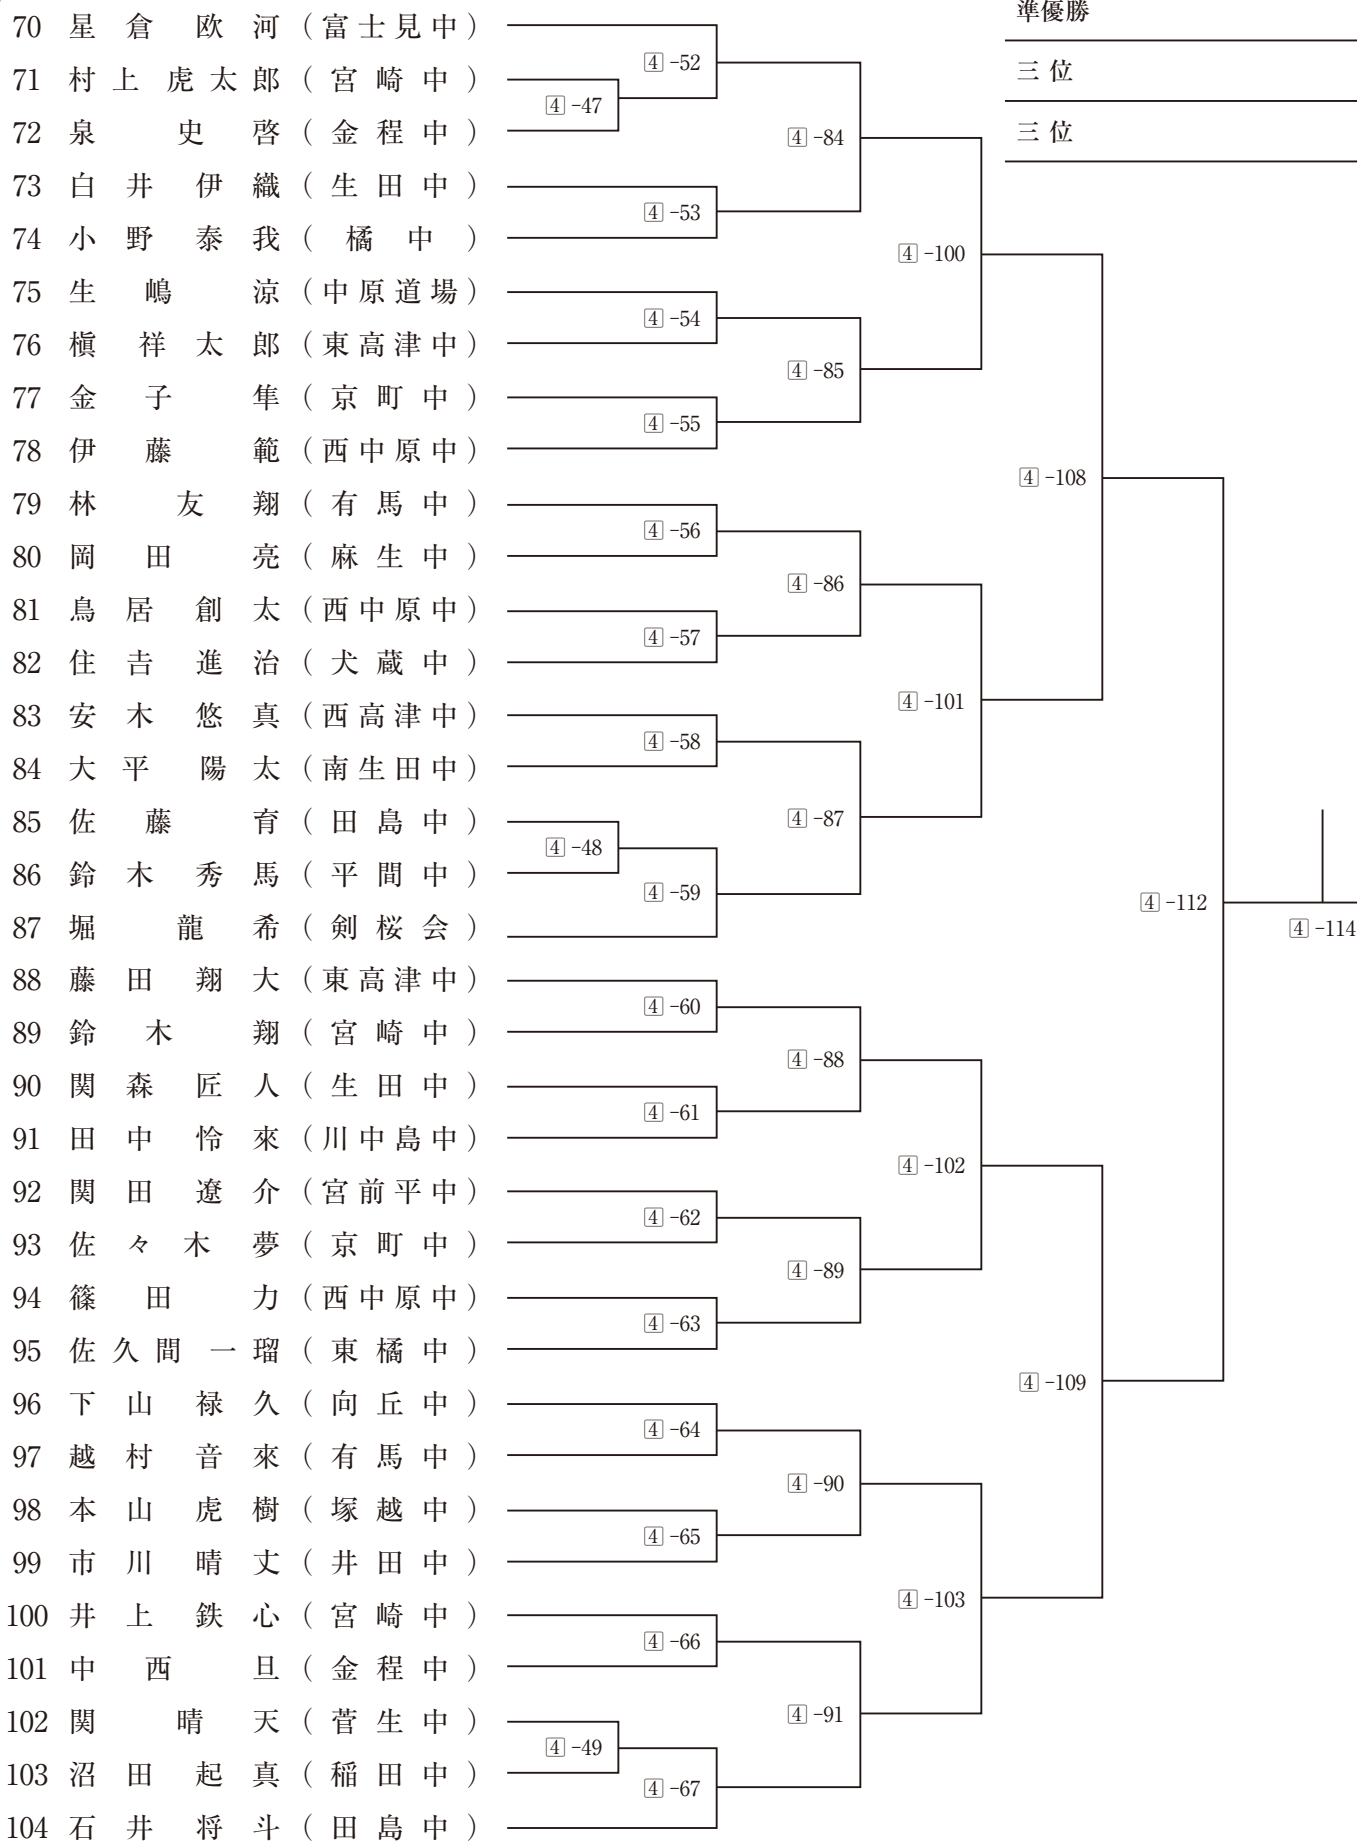 準優勝
三位
三位
70 星倉 欧河 (富士見中)
71 村上 虎太郎 (宮崎中)
72 泉 史啓 (金程中)
73 白井 伊織 (生田中)
74 小野 泰我 (橘中)
75 生嶋 涼 (中原道場)
76 槇 祥太郎 (東高津中)
77 金子 隼 (京町中)
78 伊藤 範 (西中原中)
79 林 友翔 (有馬中)
80 岡田 亮 (麻生中)
81 鳥居 創太 (西中原中)
82 住𠮷 進治 (犬蔵中)
83 安木 悠真 (西高津中)
84 大平 陽太 (南生田中)
85 佐藤 育 (田島中)
86 鈴木 秀馬 (平間中)
87 堀 龍希 (剣桜会)
88 藤田 翔大 (東高津中)
89 鈴木 翔 (宮崎中)
90 関森 匠人 (生田中)
91 田中 怜來 (川中島中)
92 関田 遼介 (宮前平中)
93 佐々木 夢 (京町中)
94 篠田 力 (西中原中)
95 佐久間 一瑠 (東橘中)
96 下山 禄久 (向丘中)
97 越村 音來 (有馬中)
98 本山 虎樹 (塚越中)
99 市川 晴丈 (井田中)
100 井上 鉄心 (宮崎中)
101 中西 旦 (金程中)
102 関 晴天 (菅生中)
103 沼田 起真 (稲田中)
104 石井 将斗 (田島中)
4-47
4-48
4-49
4-52
4-53
4-54
4-55
4-56
4-57
4-58
4-59
4-60
4-61
4-62
4-63
4-64
4-65
4-66
4-67
4-84
4-85
4-86
4-87
4-88
4-89
4-90
4-91
4-100
4-101
4-102
4-103
4-108
4-109
4-112
4-114